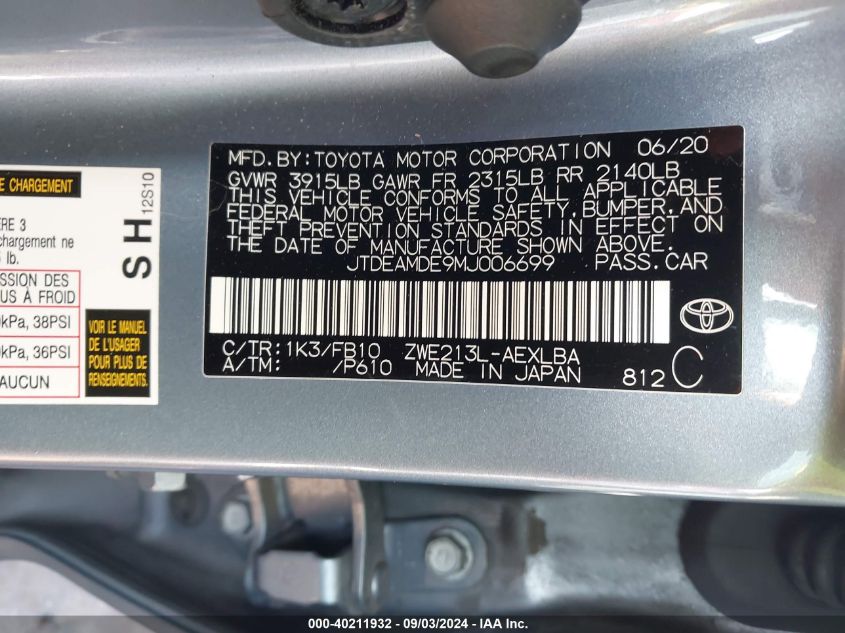 E CHARGEMENT
ÈRE 3
chargement ne
lb.
SSION DES
US À FROID
kPa, 38PSI
kPa, 36PSI
AUCUN
SH
12S10
VOIR LE MANUEL
DE L'USAGER
POUR PLUS DE
RENSEIGNEMENTS.
MFD. BY: TOYOTA MOTOR CORPORATION 06/20
GVWR 3915LB GAWR FR 2315LB RR 2140LB
THIS VEHICLE CONFORMS TO ALL APPLICABLE
FEDERAL MOTOR VEHICLE SAFETY, BUMPER, AND
THEFT PREVENTION STANDARDS IN EFFECT ON
THE DATE OF MANUFACTURE SHOWN ABOVE.
JTDEAMDE9MJ006699 PASS. CAR
C/TR: 1K3/FB10 ZWE213L-AEXLBA
A/TM: /P610 MADE IN JAPAN 812 C
000-40211932 - 09/03/2024 - IMPACT, Inc.